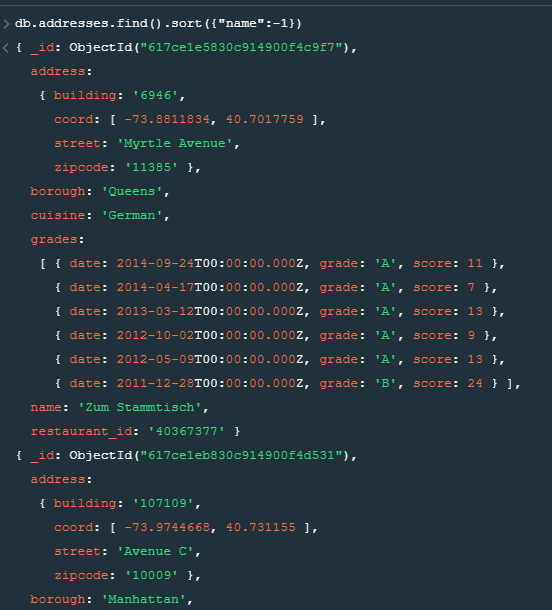 > db.addresses.find().sort({"name":-1})
< { _id: ObjectId("617ce1e5830c914900f4c9f7"),
address:
{ building: '6946',
coord: [ -73.8811834, 40.7017759 ],
street: 'Myrtle Avenue',
zipcode: '11385' },
borough: 'Queens',
cuisine: 'German',
grades:
[ { date: 2014-09-24T00:00:00.000Z, grade: 'A', score: 11 },
{ date: 2014-04-17T00:00:00.000Z, grade: 'A', score: 7 },
{ date: 2013-03-12T00:00:00.000Z, grade: 'A', score: 13 },
{ date: 2012-10-02T00:00:00.000Z, grade: 'A', score: 9 },
{ date: 2012-05-09T00:00:00.000Z, grade: 'A', score: 13 },
{ date: 2011-12-28T00:00:00.000Z, grade: 'B', score: 24 } ],
name: 'Zum Stammtisch',
restaurant_id: '40367377' }
{ _id: ObjectId("617ce1eb830c914900f4d531"),
address:
{ building: '107109',
coord: [ -73.9744668, 40.731155 ],
street: 'Avenue C',
zipcode: '10009' },
borough: 'Manhattan',